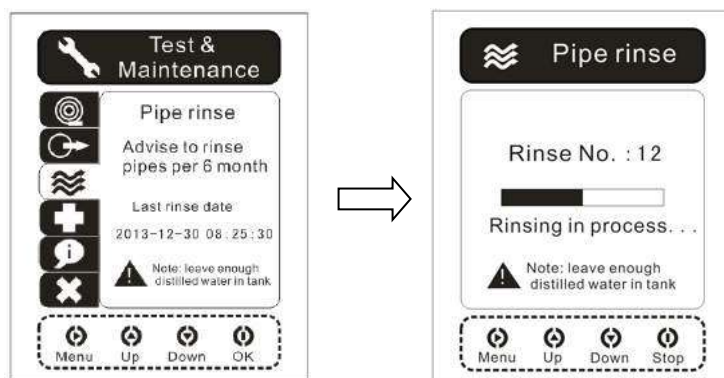 Test &
Maintenance
Pipe rinse
Advise to rinse
pipes per 6 month
Last rinse date
2013-12-30 08:25:30
Note: leave enough
distilled water in tank
Menu Up Down OK
Pipe rinse
Rinse No. : 12
Rinsing in process...
Note: leave enough
distilled water in tank
Menu Up Down Stop